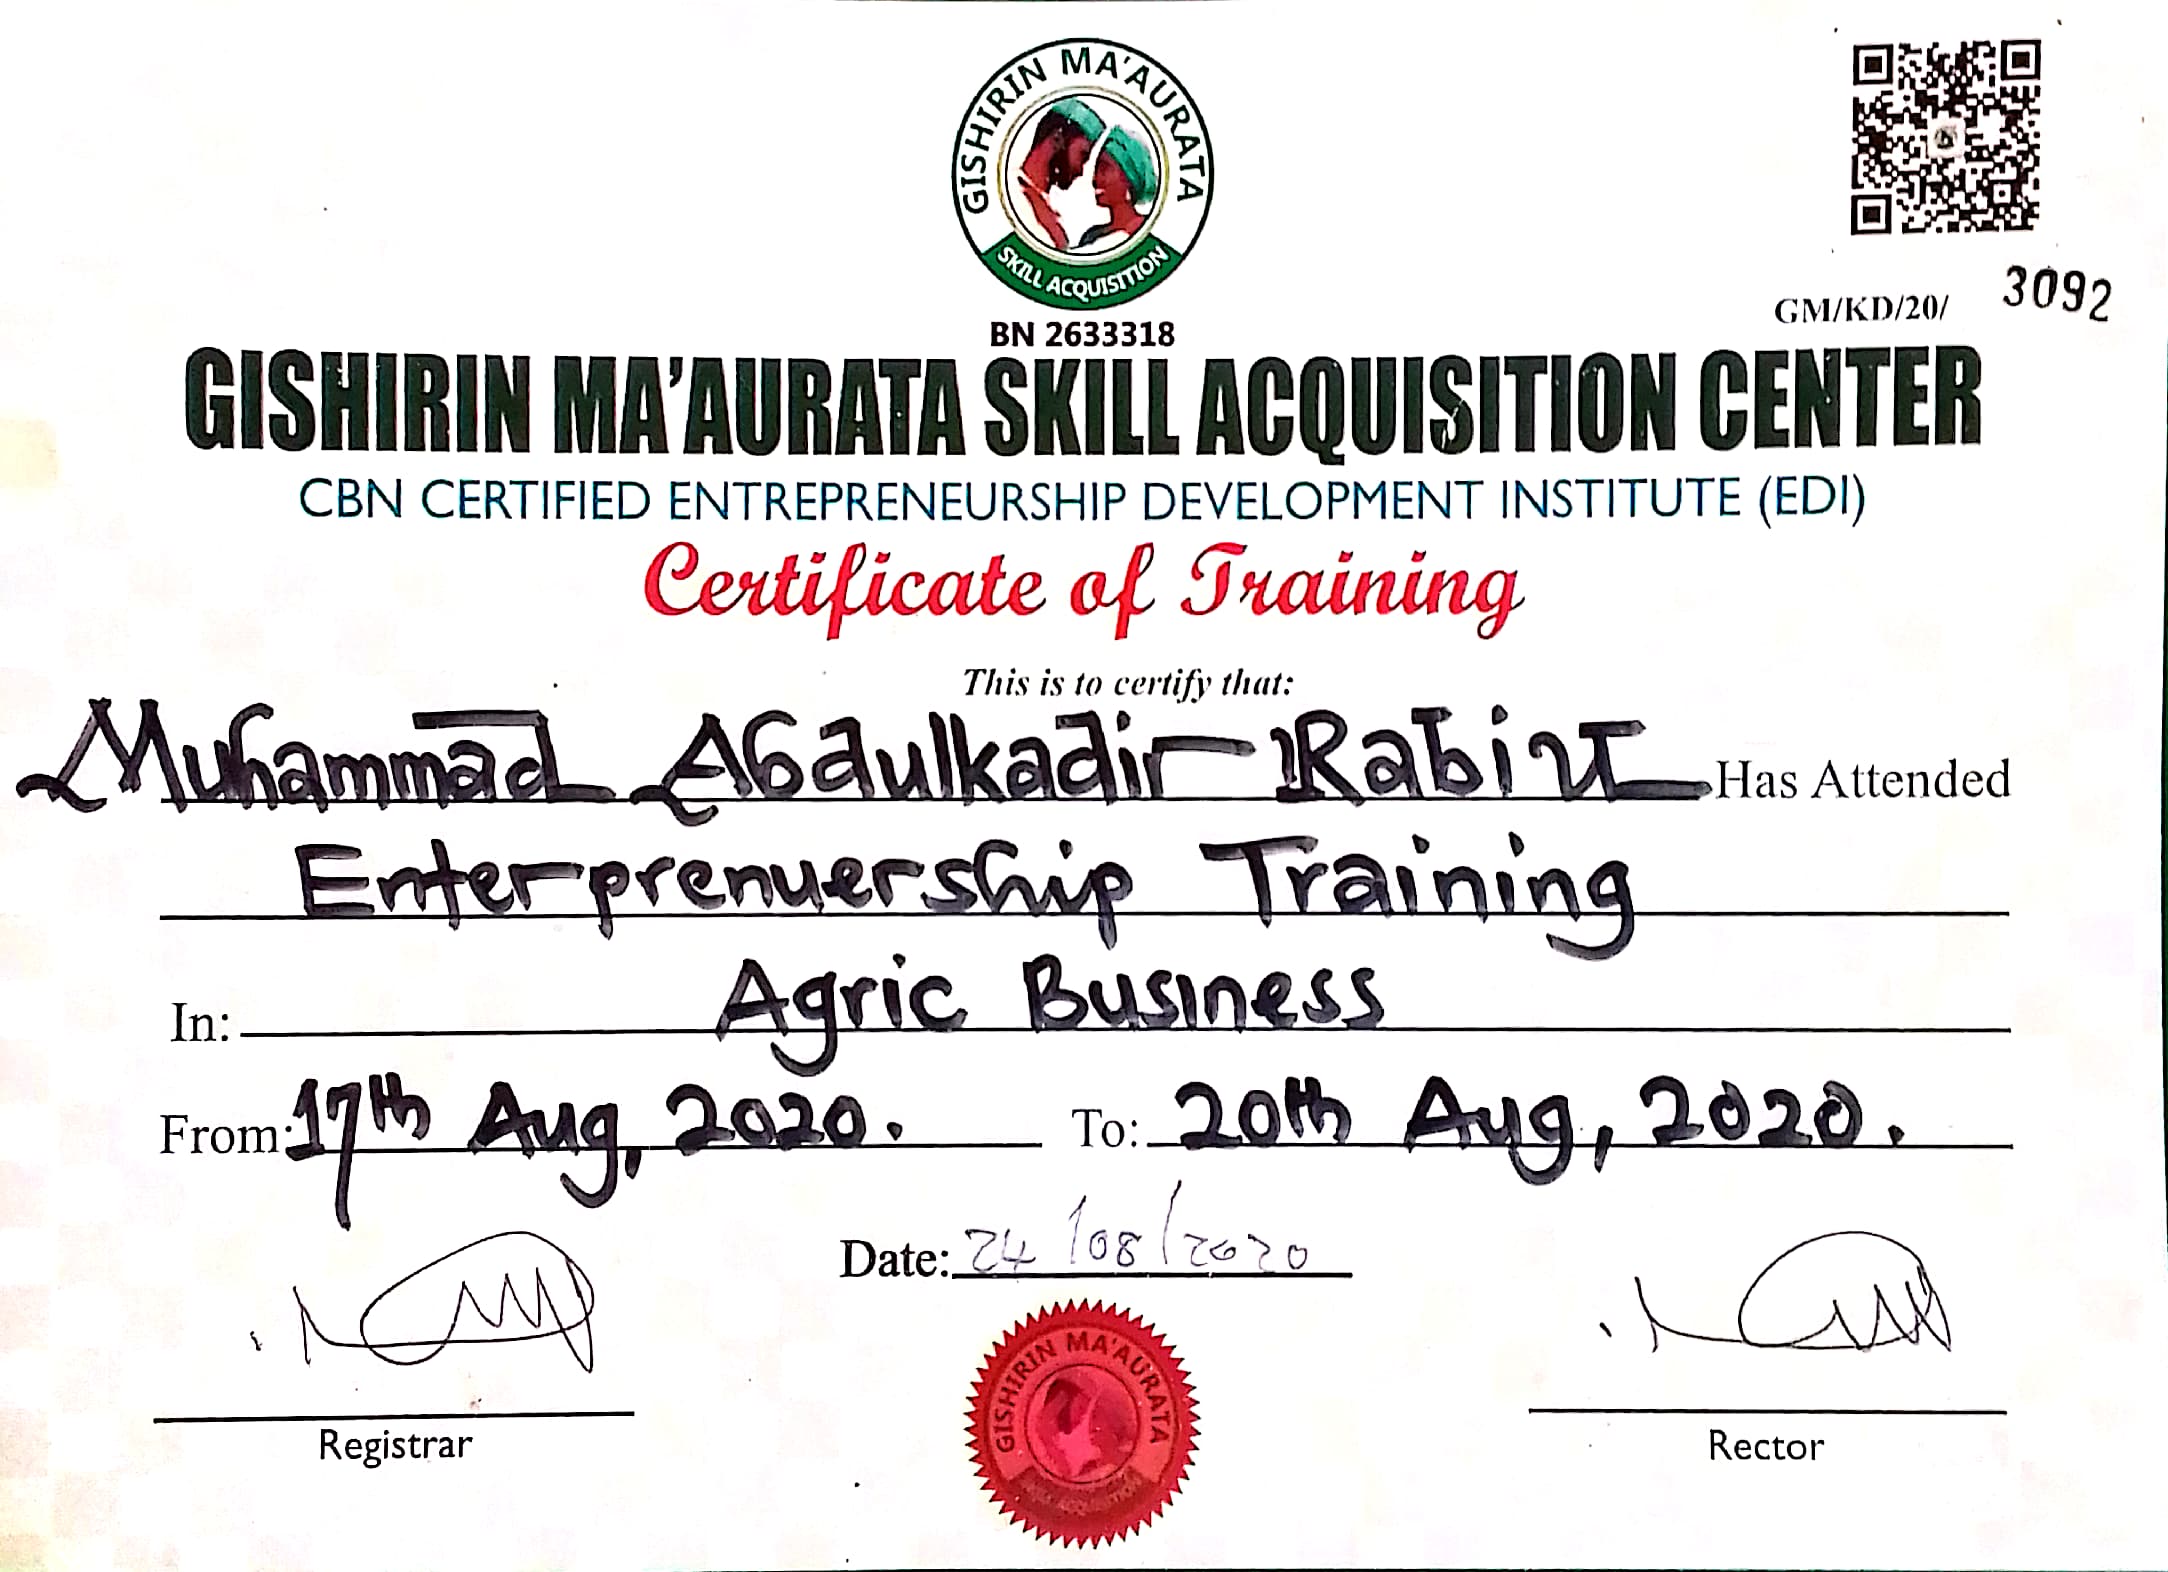 GISHIRIN MA'AURATA
SKILL ACQUISITION
BN 2633318
GM/KD/20/ 3092
GISHIRIN MA'AURATA SKILL ACQUISITION CENTER
CBN CERTIFIED ENTREPRENEURSHIP DEVELOPMENT INSTITUTE (EDI)
Certificate of Training
This is to certify that:
Muhammad Abdulkadir Rabiu Has Attended
Enterprenuership Training
In: Agric Business
From: 17th Aug, 2020. To: 20th Aug, 2020.
Date: 24/08/2020
GISHIRIN MA'AURATA
Registrar
Rector